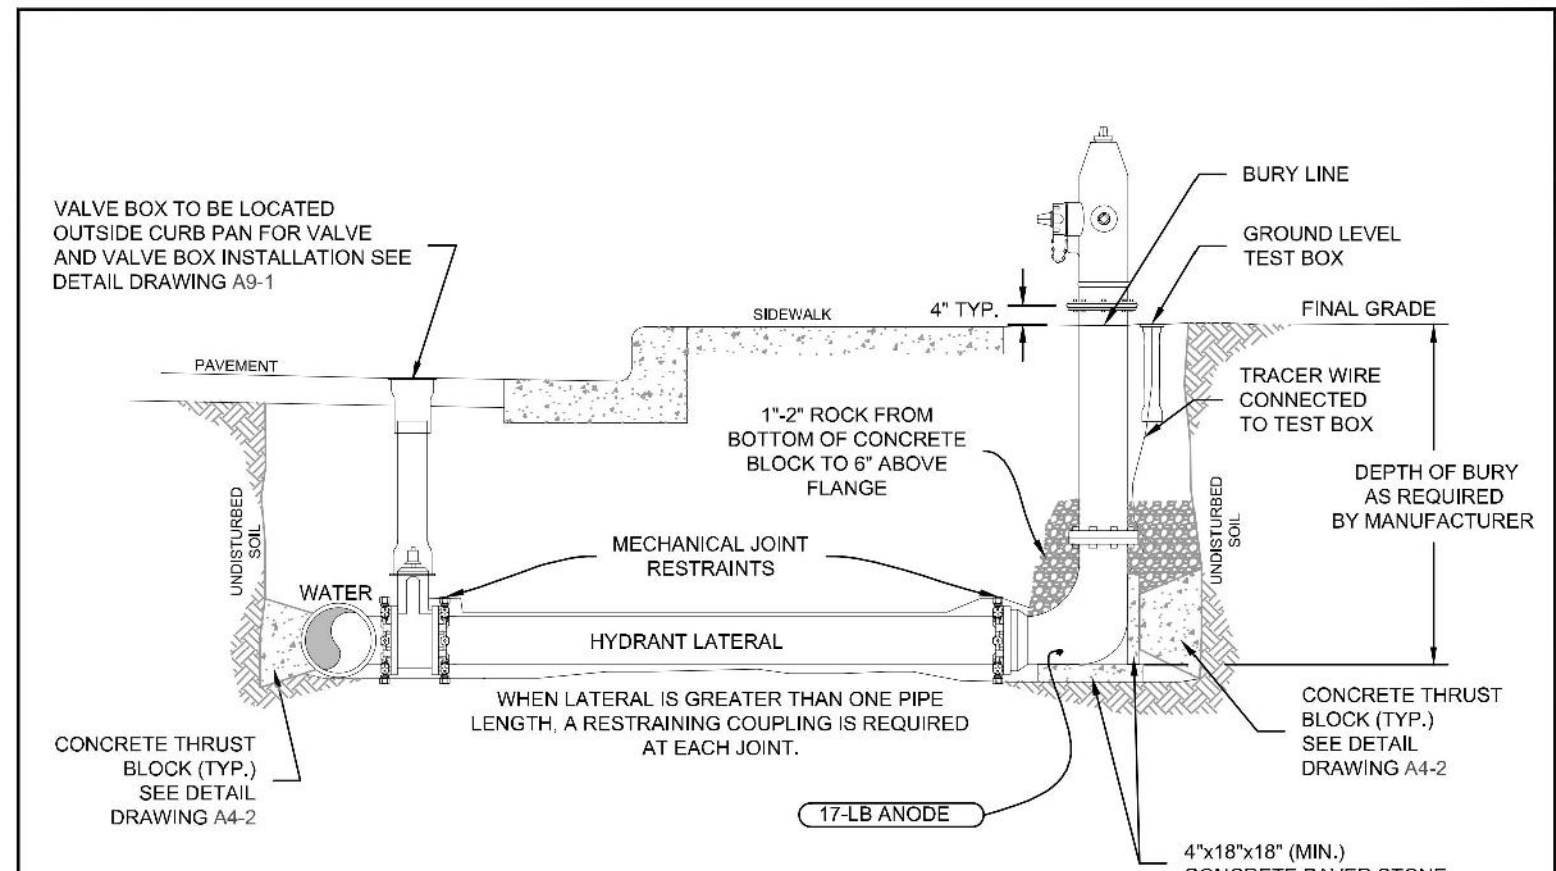 VALVE BOX TO BE LOCATED
OUTSIDE CURB PAN FOR VALVE
AND VALVE BOX INSTALLATION SEE
DETAIL DRAWING A9-1
BURY LINE
GROUND LEVEL
TEST BOX
4" TYP.
SIDEWALK
FINAL GRADE
PAVEMENT
1"-2" ROCK FROM
BOTTOM OF CONCRETE
BLOCK TO 6" ABOVE
FLANGE
TRACER WIRE
CONNECTED
TO TEST BOX
DEPTH OF BURY
AS REQUIRED
BY MANUFACTURER
UNDISTURBED
SOIL
UNDISTURBED
SOIL
MECHANICAL JOINT
RESTRAINTS
WATER
HYDRANT LATERAL
WHEN LATERAL IS GREATER THAN ONE PIPE
LENGTH, A RESTRAINING COUPLING IS REQUIRED
AT EACH JOINT.
CONCRETE THRUST
BLOCK (TYP.)
SEE DETAIL
DRAWING A4-2
CONCRETE THRUST
BLOCK (TYP.)
SEE DETAIL
DRAWING A4-2
17-LB ANODE
4"x18"x18" (MIN.)
CONCRETE PAVER STONE